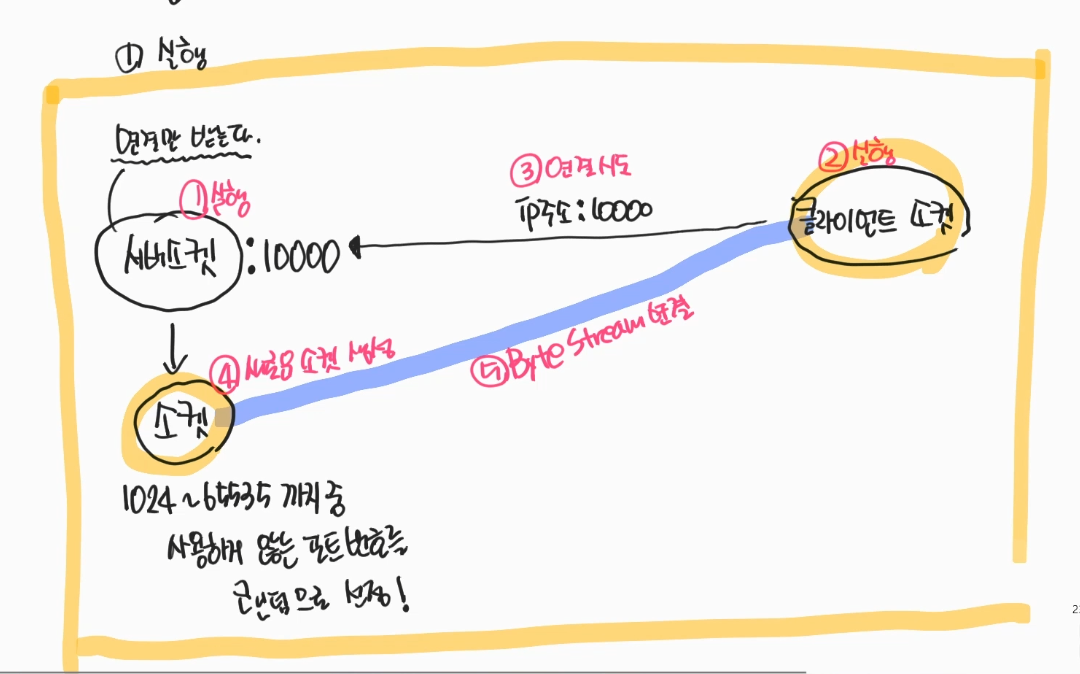 ① 실행
연결만 받는다.
① 실행
서버소켓 :10000
③ 연결시도
ip주소:10000
② 실행
클라이언트 소켓
④ 새로운 소켓 생성
⑤ Byte Stream 연결
소켓
1024~65535 까지 중
사용하지 않는 포트번호를
랜덤으로 선정!